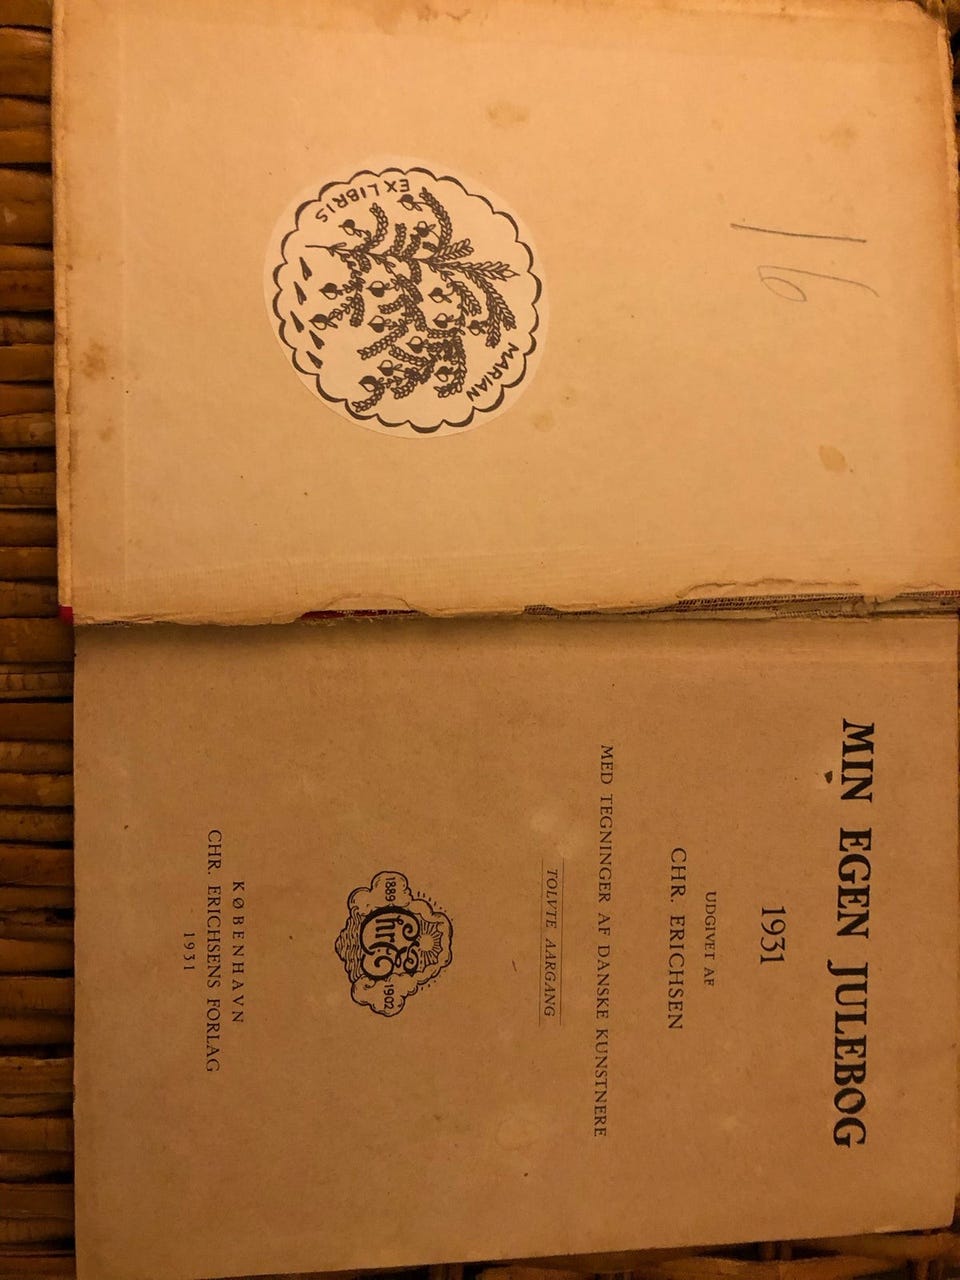 16
EX LIBRIS
MARIAN
MIN EGEN JULEBOG
1931
UDGIVET AF
CHR. ERICHSEN
MED TEGNINGER AF DANSKE KUNSTNERE
TOLVTE AARGANG
1889 Chr E 1902
KØBENHAVN
CHR. ERICHSENS FORLAG
1931